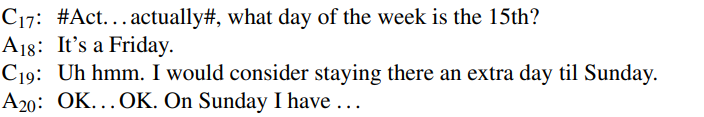 C17: #Act...actually#, what day of the week is the 15th?
A18: It's a Friday.
C19: Uh hmm. I would consider staying there an extra day til Sunday.
A20: OK...OK. On Sunday I have ...